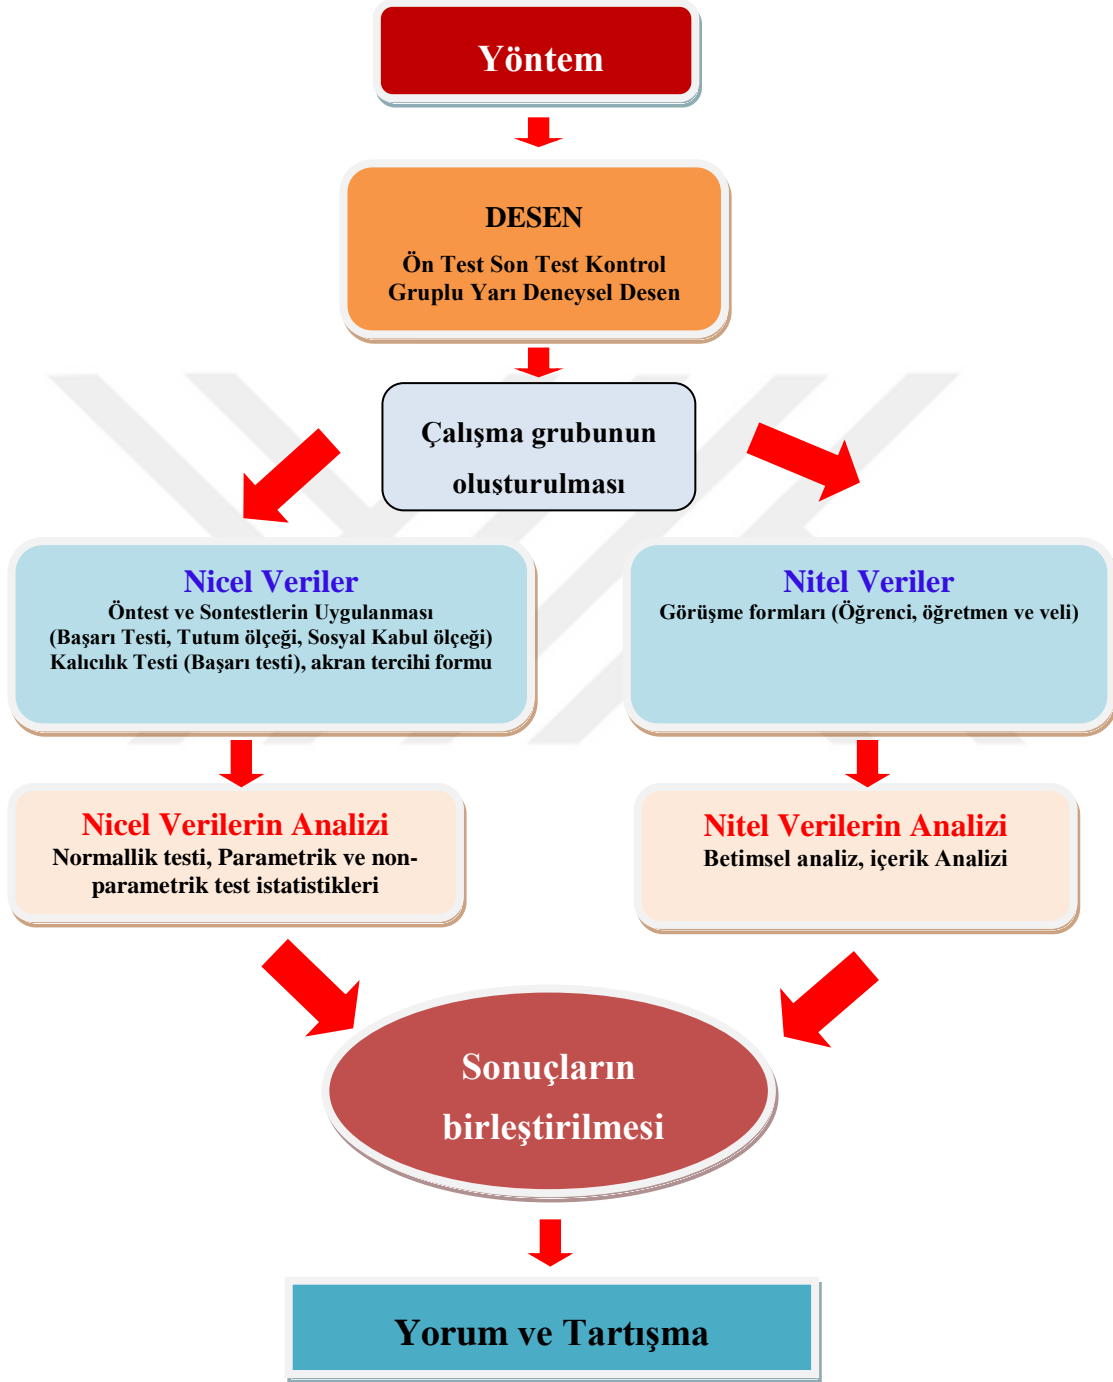 Yöntem
DESEN
Ön Test Son Test Kontrol
Gruplu Yarı Deneysel Desen
Çalışma grubunun
oluşturulması
Nicel Veriler
Öntest ve Sontestlerin Uygulanması
(Başarı Testi, Tutum ölçeği, Sosyal Kabul ölçeği)
Kalıcılık Testi (Başarı testi), akran tercihi formu
Nitel Veriler
Görüşme formları (Öğrenci, öğretmen ve veli)
Nicel Verilerin Analizi
Normallik testi, Parametrik ve non-
parametrik test istatistikleri
Nitel Verilerin Analizi
Betimsel analiz, içerik Analizi
Sonuçların
birleştirilmesi
Yorum ve Tartışma